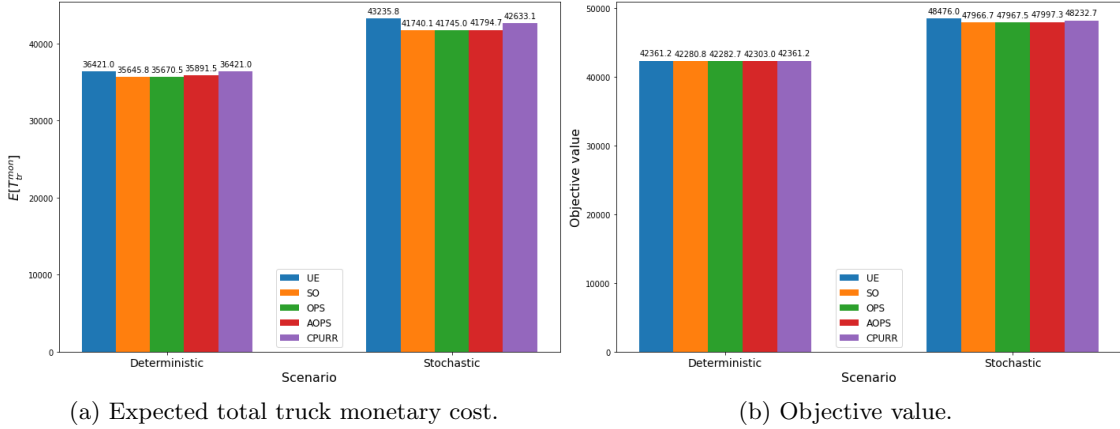 43235.8
41740.1 41745.0 41794.7 42633.1
36421.0 35645.8 35670.5 35891.5 36421.0
40000
30000
20000
10000
0
E[T_tr^mon]
UE
SO
OPS
AOPS
CPURR
Deterministic Stochastic
Scenario
(a) Expected total truck monetary cost.
48476.0 47966.7 47967.5 47997.3 48232.7
42361.2 42280.8 42282.7 42303.0 42361.2
50000
40000
30000
20000
10000
0
Objective value
UE
SO
OPS
AOPS
CPURR
Deterministic Stochastic
Scenario
(b) Objective value.